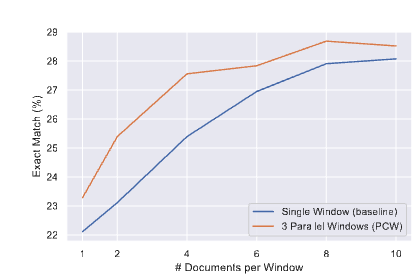 Exact Match (%)
29
28
27
26
25
24
23
22
1 2 4 6 8 10
# Documents per Window
Single Window (baseline)
3 Parallel Windows (PCW)